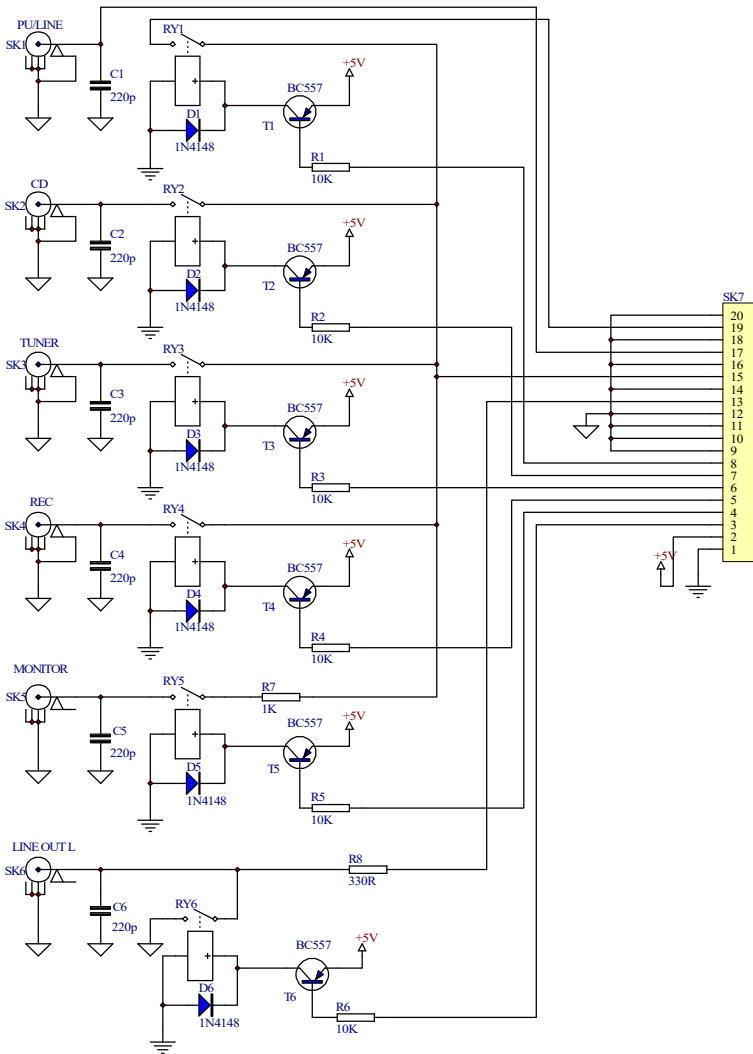 PU/LINE
SK1
C1
220p
RY1
+
D1
1N4148
T1
BC557
+5V
R1
10K
CD
SK2
C2
220p
RY2
+
D2
1N4148
T2
BC557
+5V
R2
10K
TUNER
SK3
C3
220p
RY3
+
D3
1N4148
T3
BC557
+5V
R3
10K
REC
SK4
C4
220p
RY4
+
D4
1N4148
T4
BC557
+5V
R4
10K
MONITOR
SK5
C5
220p
RY5
+
D5
1N4148
R7
1K
T5
BC557
+5V
R5
10K
LINE OUT L
SK6
C6
220p
RY6
+
D6
1N4148
R8
330R
T6
BC557
+5V
R6
10K
SK7
20
19
18
17
16
15
14
13
12
11
10
9
8
7
6
5
4
3
2
1
+5V